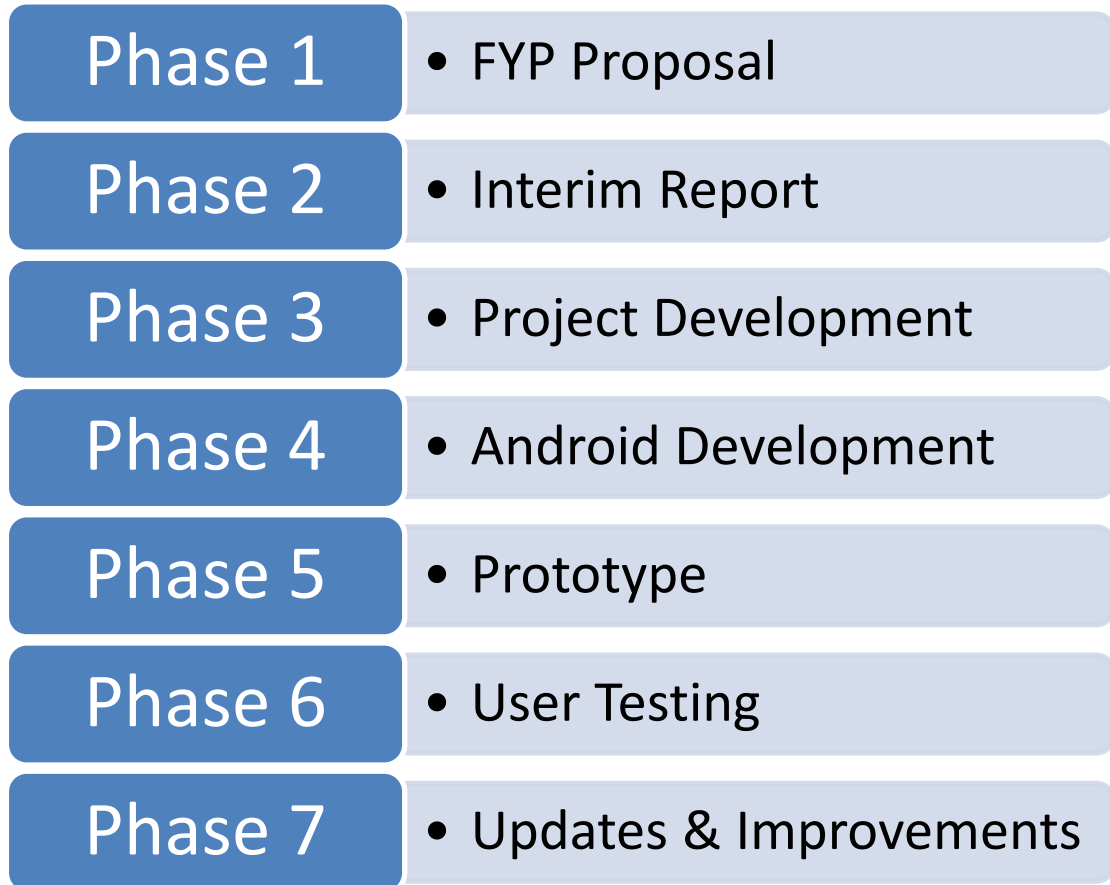 Phase 1
• FYP Proposal
Phase 2
• Interim Report
Phase 3
• Project Development
Phase 4
• Android Development
Phase 5
• Prototype
Phase 6
• User Testing
Phase 7
• Updates & Improvements